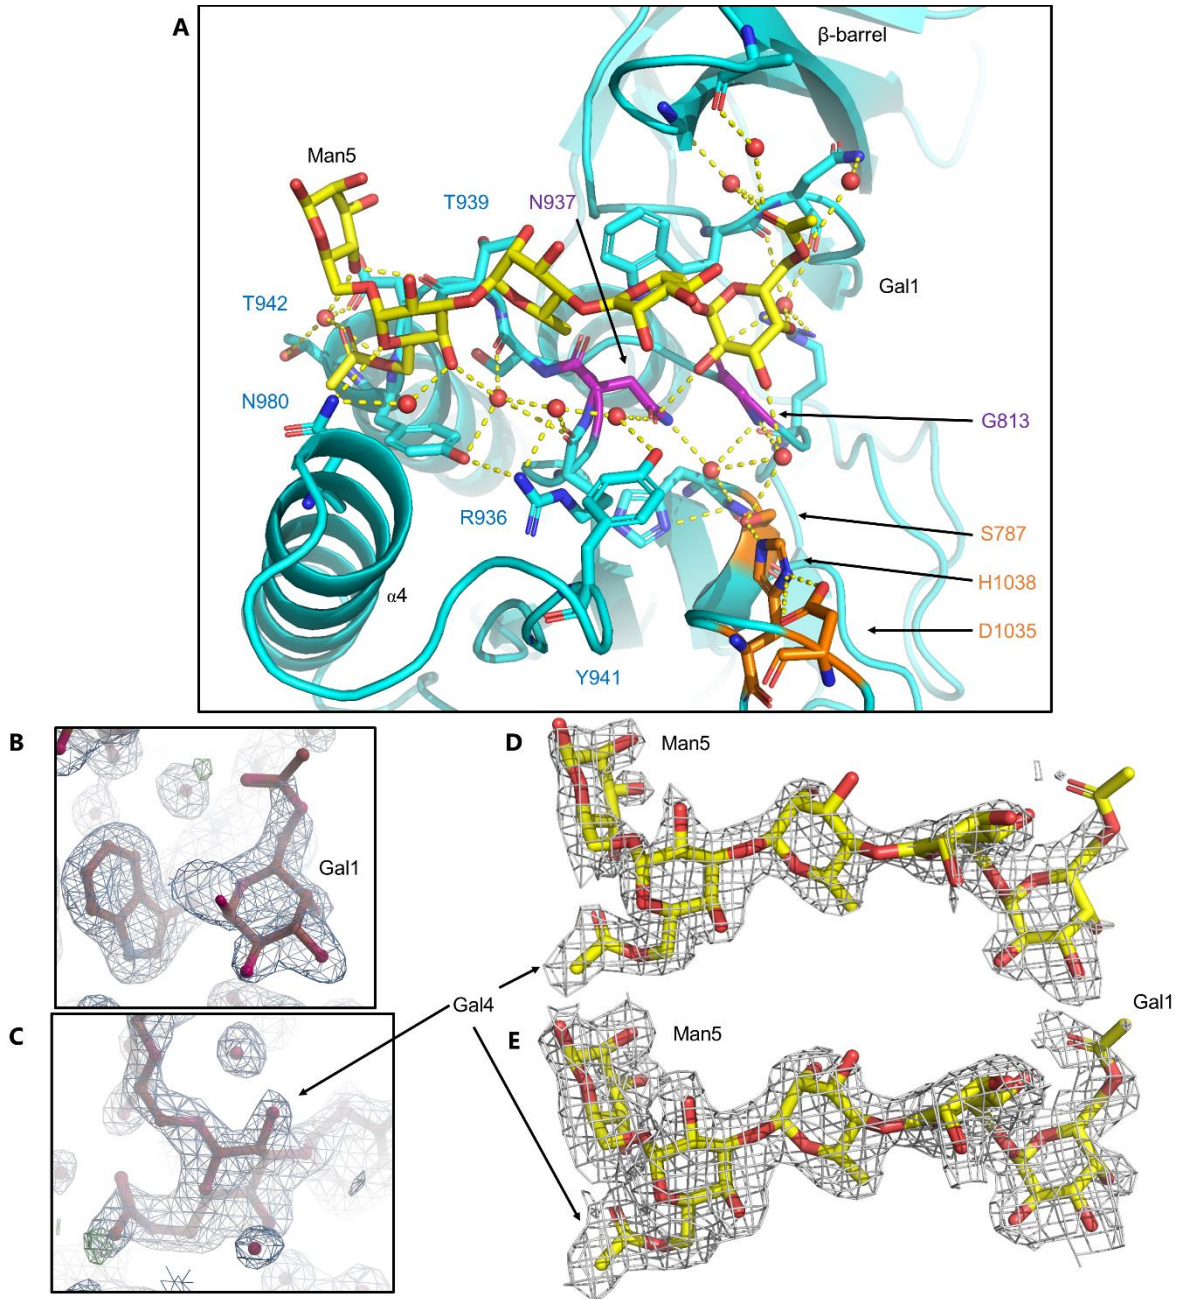 A
β-barrel
Man5
T939
N937
Gal1
T942
N980
G813
R936
S787
H1038
α4
D1035
Y941
B
D
Man5
Gal1
Gal4
Gal1
C
E
Man5